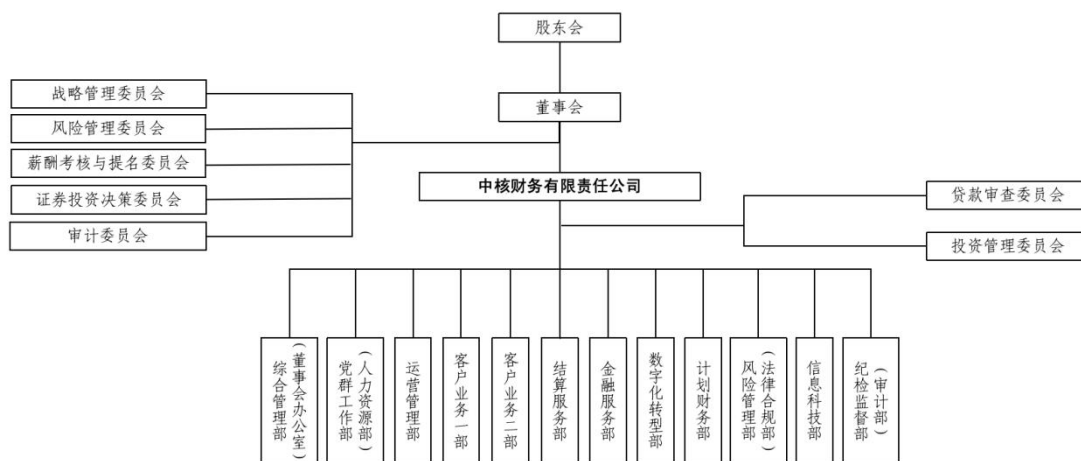 股东会
董事会
战略管理委员会
风险管理委员会
薪酬考核与提名委员会
证券投资决策委员会
审计委员会
中核财务有限责任公司
贷款审查委员会
投资管理委员会
综合管理部
（董事会办公室）
党群工作部
（人力资源部）
运营管理部
客户业务一部
客户业务二部
结算服务部
金融服务部
数字化转型部
计划财务部
风险管理部
（法律合规部）
信息科技部
纪检监督部
（审计部）